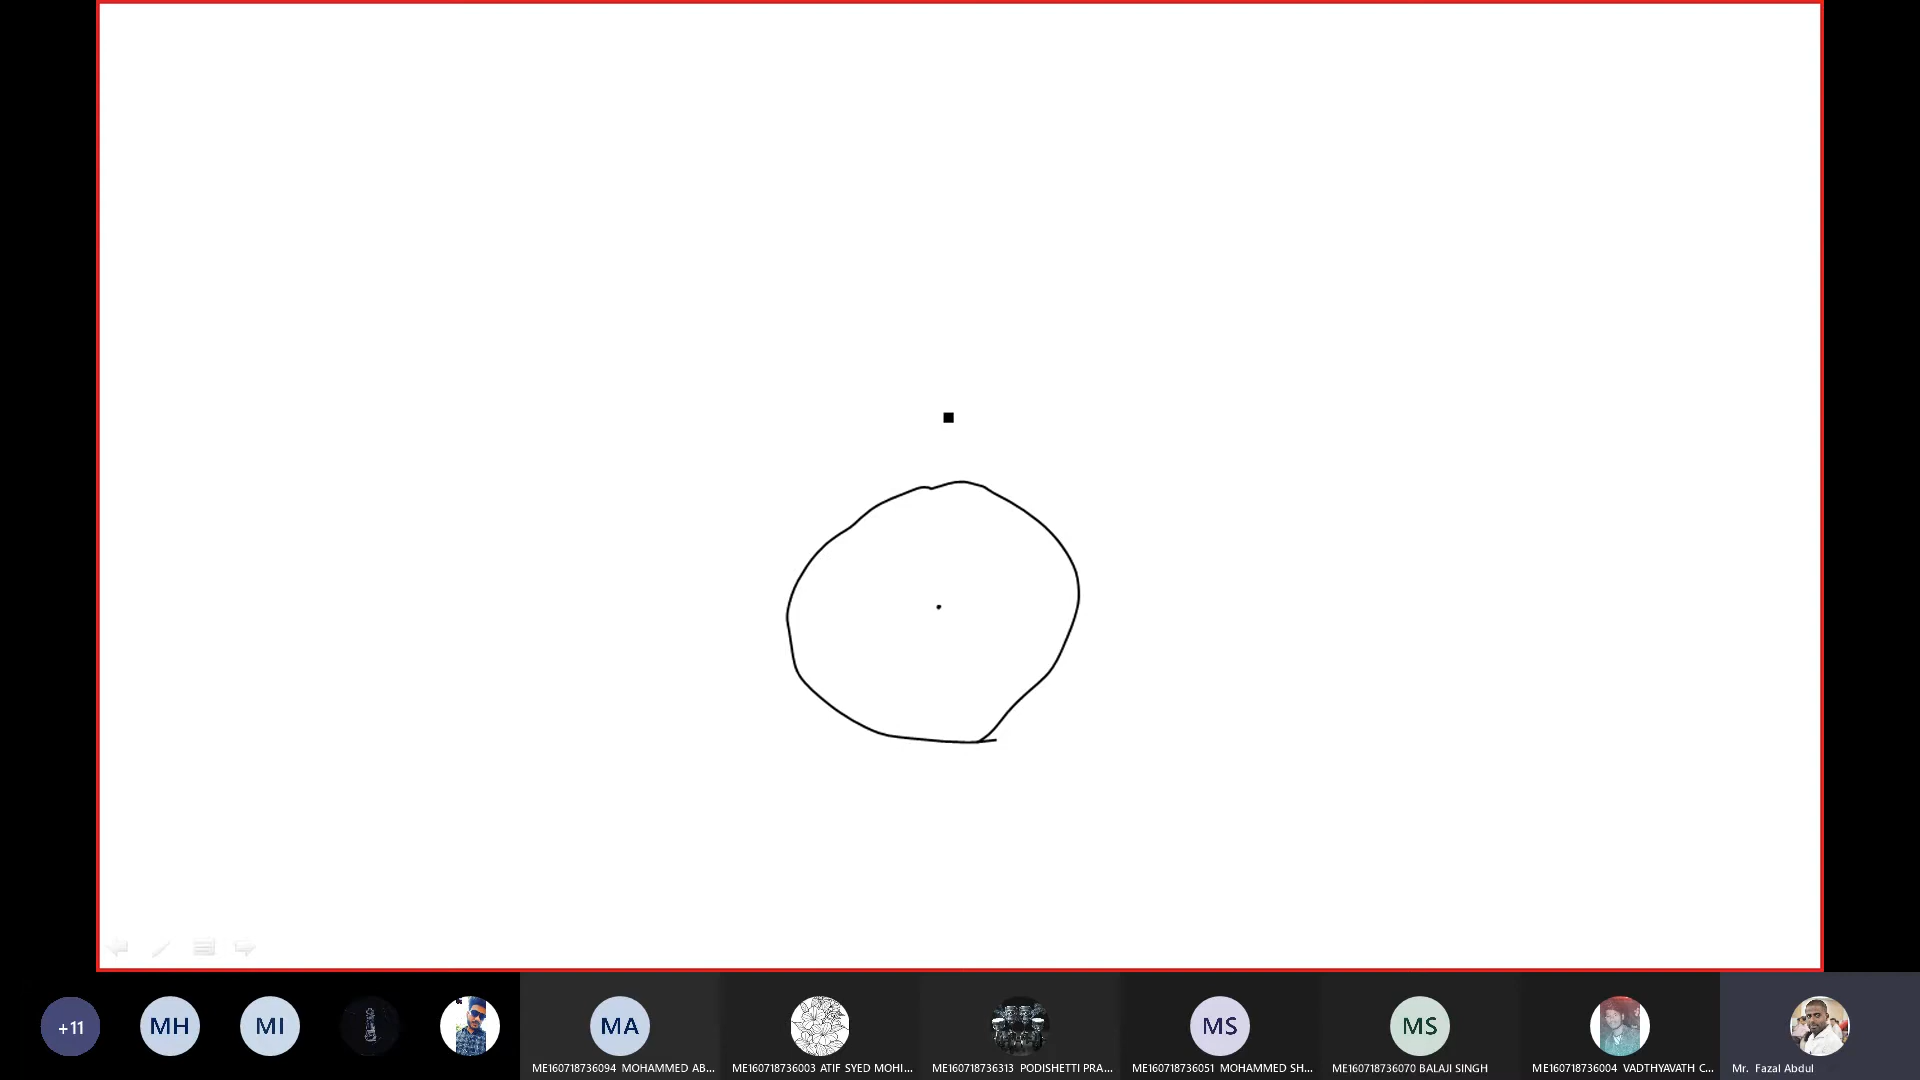 +11
MH
MI
MA
MS
MS
ME160718736094 MOHAMMED AB...
ME160718736003 ATIF SYED MOHI...
ME160718736313 PODISHETTI PRA...
ME160718736051 MOHAMMED SH...
ME160718736070 BALAJI SINGH
ME160718736004 VADTHYAVATH C...
Mr. Fazal Abdul